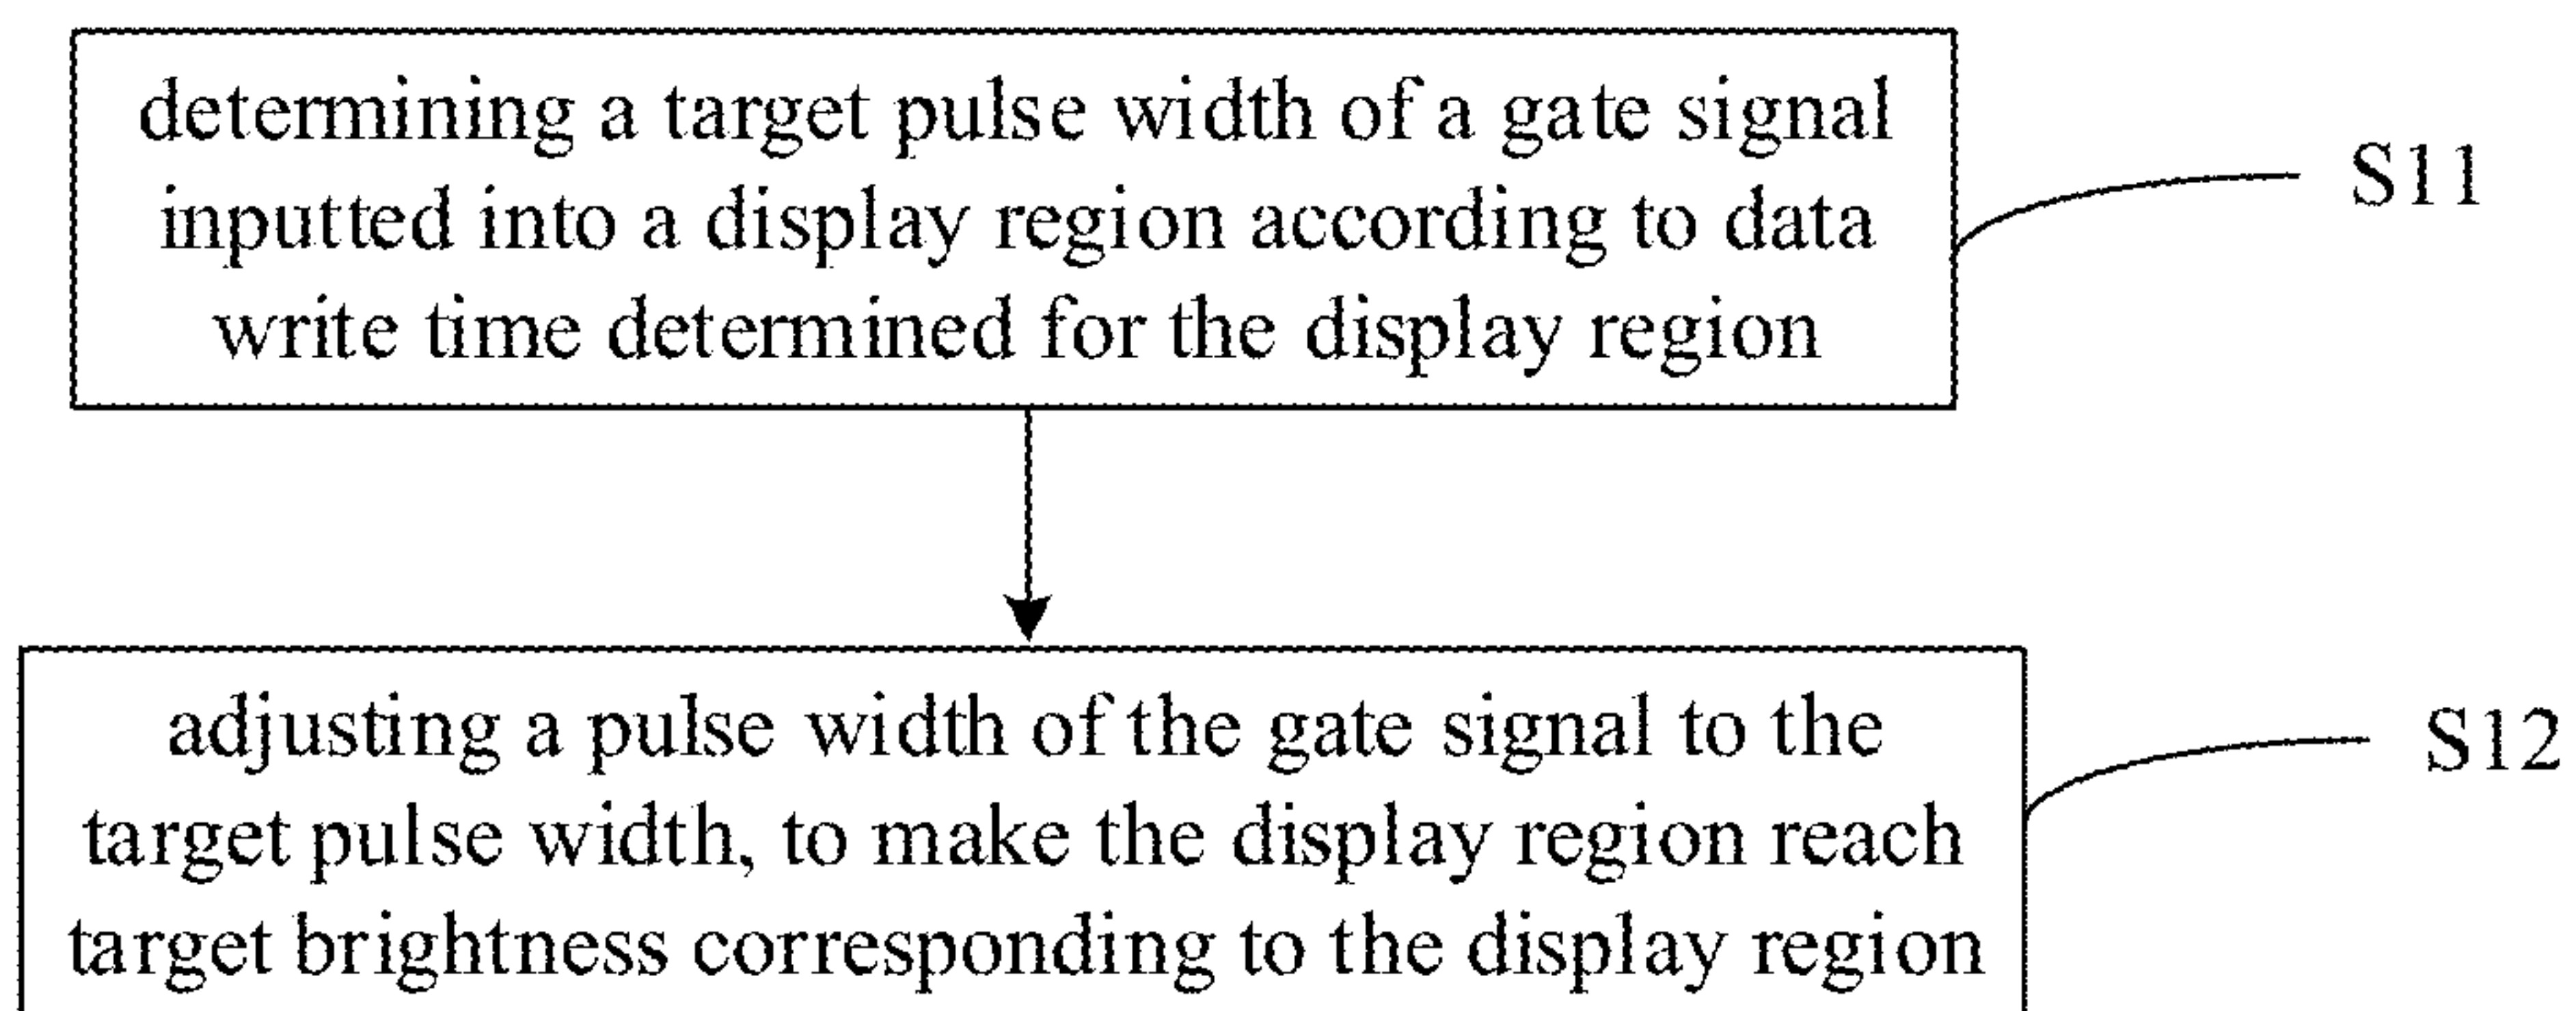 determining a target pulse width of a gate signal
inputted into a display region according to data
write time determined for the display region
S11
adjusting a pulse width of the gate signal to the
target pulse width, to make the display region reach
target brightness corresponding to the display region
S12